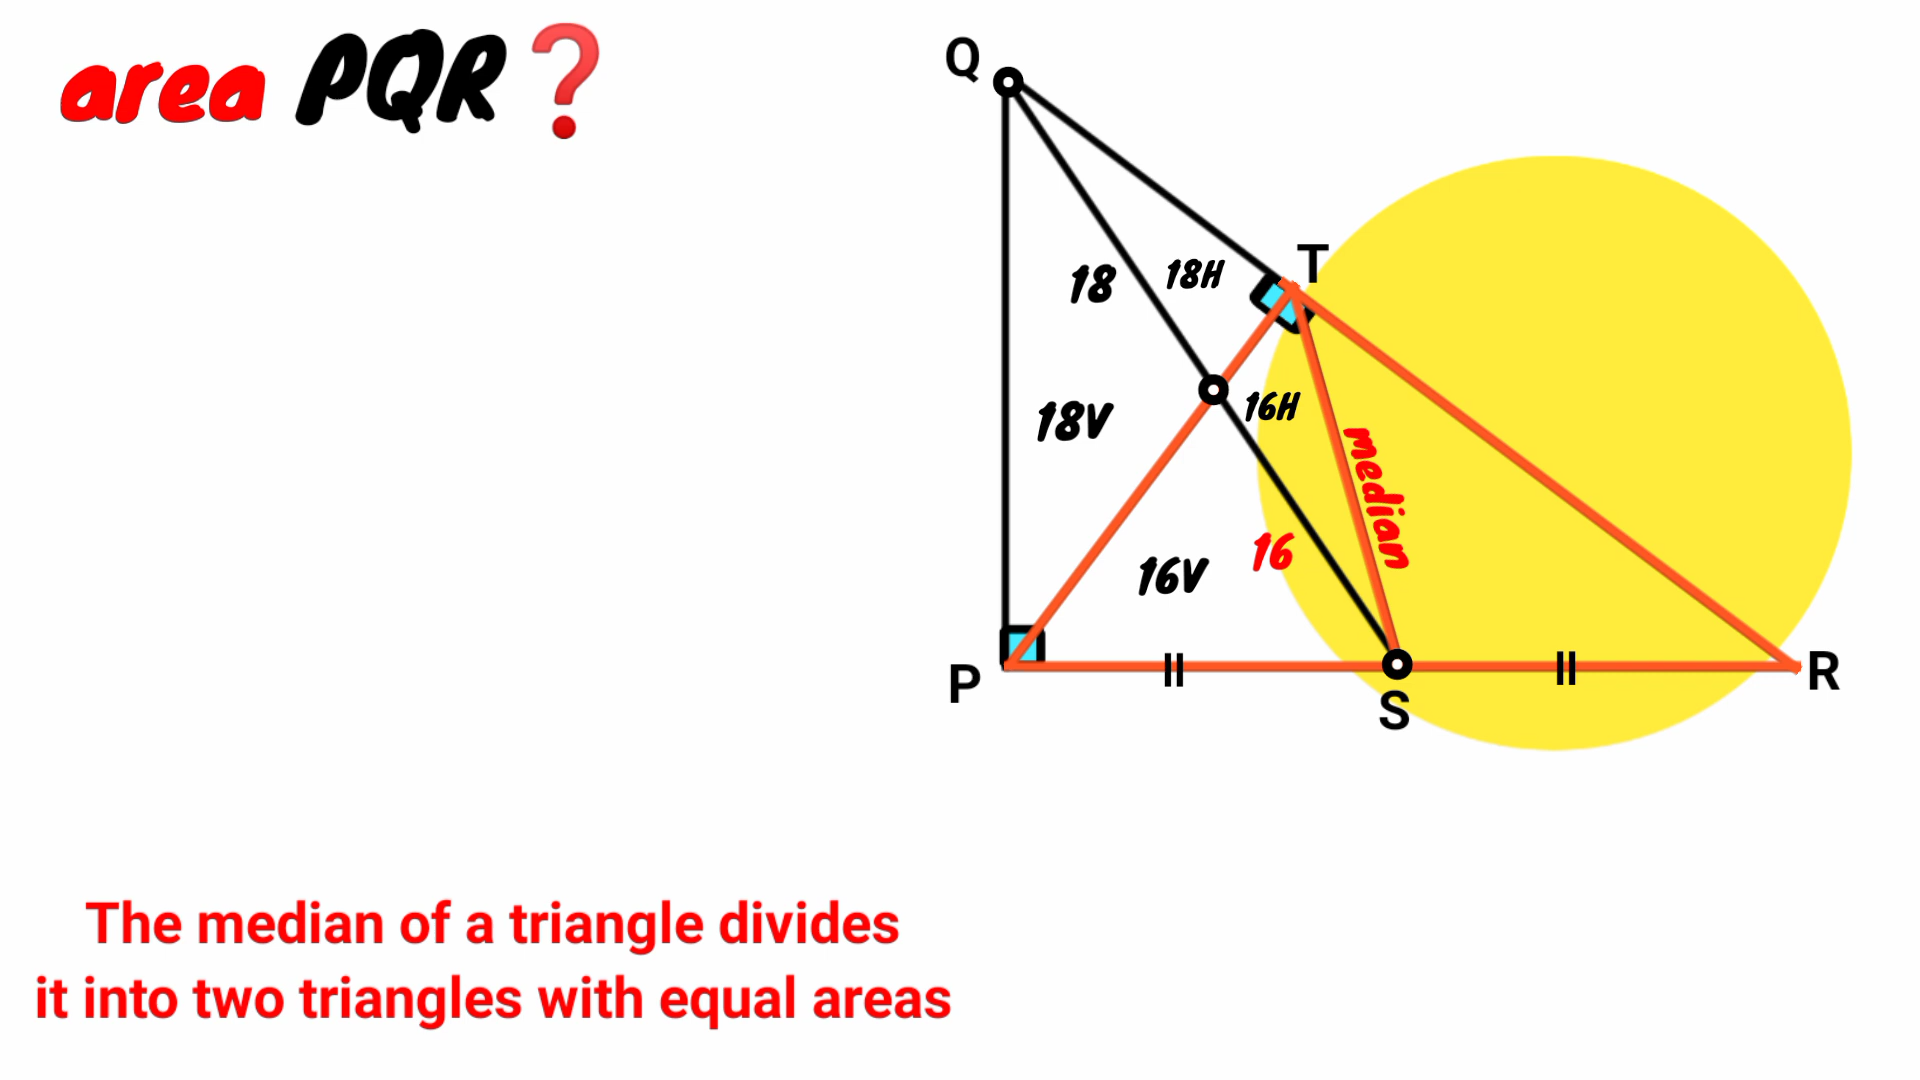 area PQR❓
Q
T
18
18H
16H
18V
median
16
16V
P
R
S
The median of a triangle divides
it into two triangles with equal areas